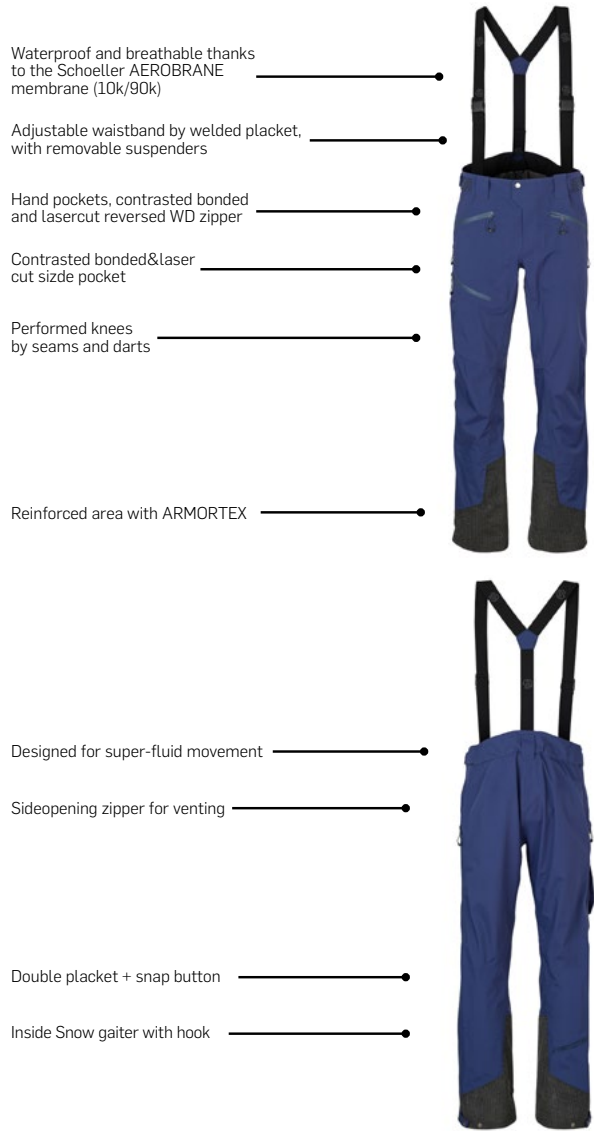 Waterproof and breathable thanks
to the Schoeller AEROBRANE
membrane (10k/90k)
Adjustable waistband by welded placket,
with removable suspenders
Hand pockets, contrasted bonded
and lasercut reversed WD zipper
Contrasted bonded&laser
cut sizde pocket
Performed knees
by seams and darts
Reinforced area with ARMORTEX
Designed for super-fluid movement
Sideopening zipper for venting
Double placket + snap button
Inside Snow gaiter with hook